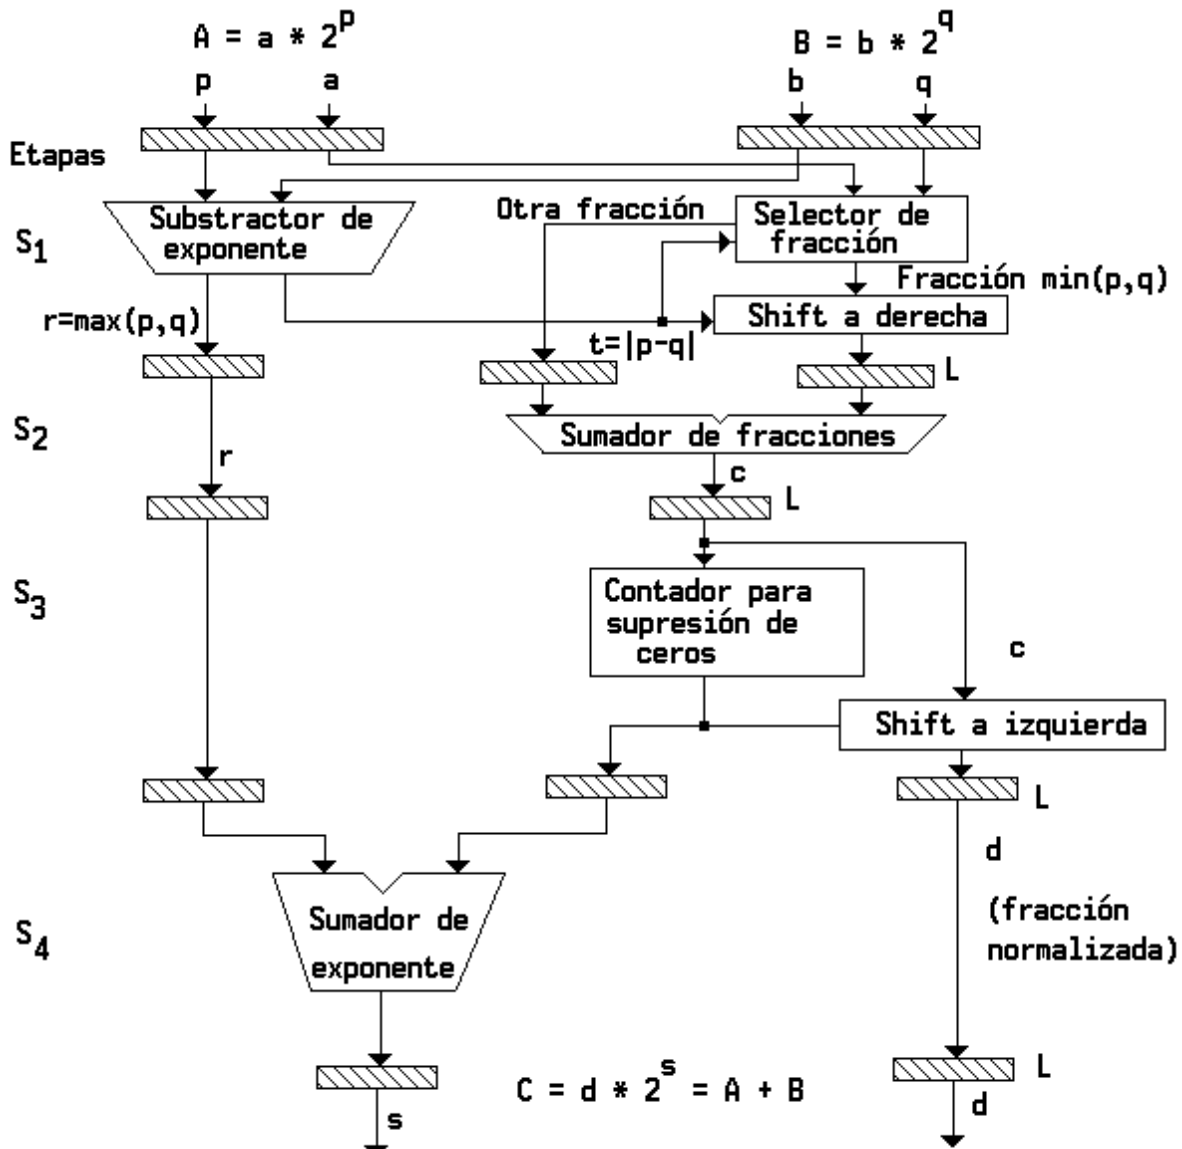 A = a * 2^p
B = b * 2^q
p
a
b
q
Etapas
S1
Substractor de
exponente
Otra fracción
Selector de
fracción
Fracción min(p,q)
r=max(p,q)
t=|p-q|
Shift a derecha
L
S2
Sumador de fracciones
r
c
L
S3
Contador para
supresión de
ceros
c
Shift a izquierda
L
d
S4
Sumador de
exponente
(fracción
normalizada)
L
C = d * 2^s = A + B
s
d